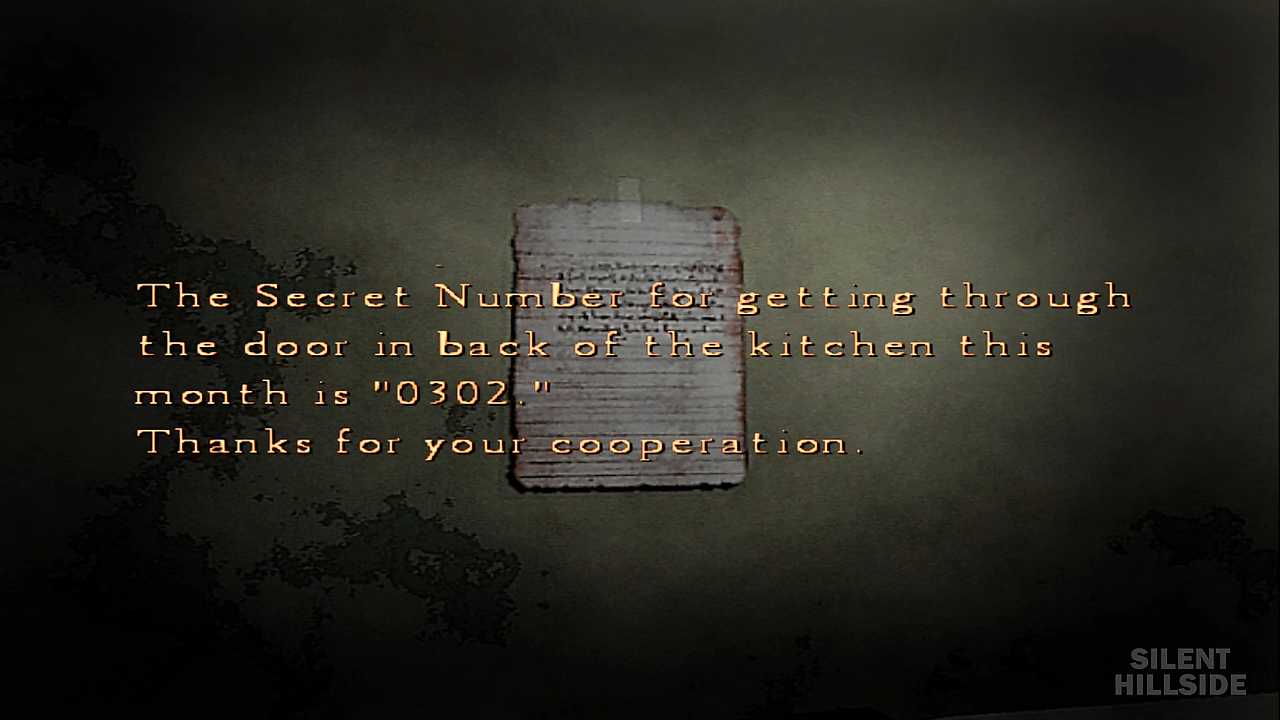 The Secret Number for getting through
the door in back of the kitchen this
month is "0302."
Thanks for your cooperation.
SILENT
HILLSIDE